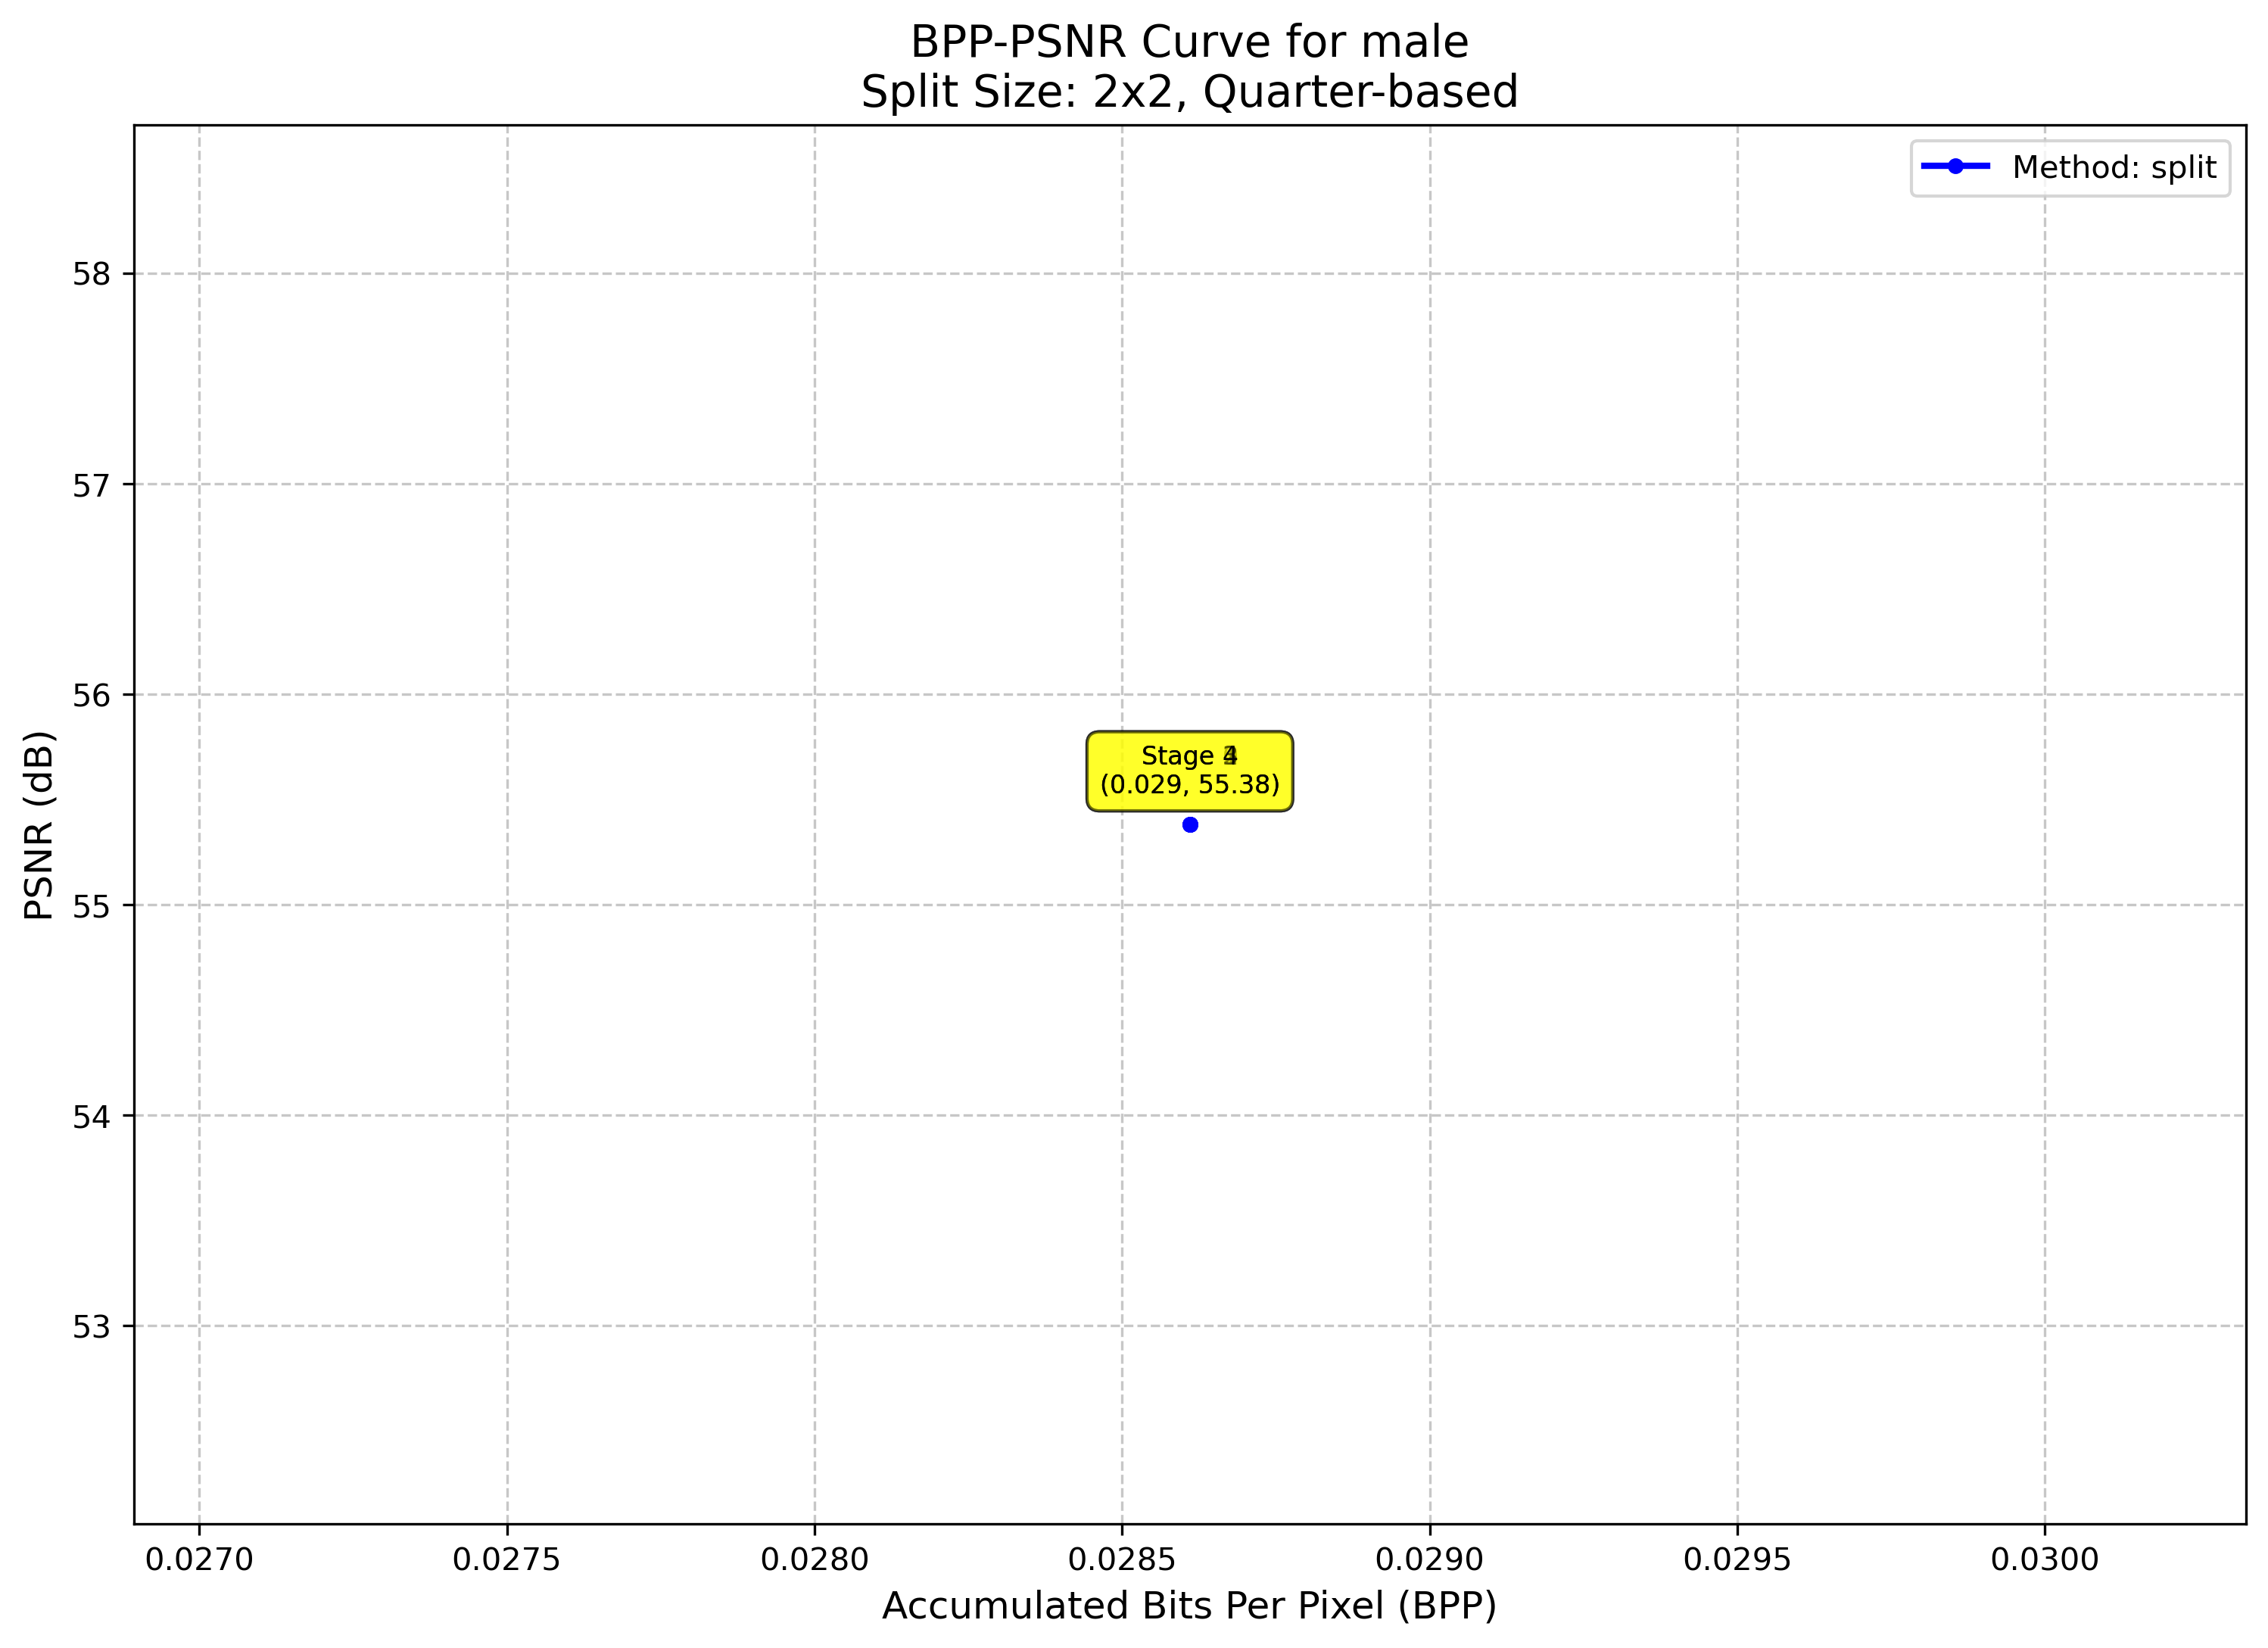 BPP-PSNR Curve for male
Split Size: 2x2, Quarter-based
Method: split
58
57
56
55
54
53
PSNR (dB)
Stage
(0.029, 55.38)
0.0270 0.0275 0.0280 0.0285 0.0290 0.0295 0.0300
Accumulated Bits Per Pixel (BPP)